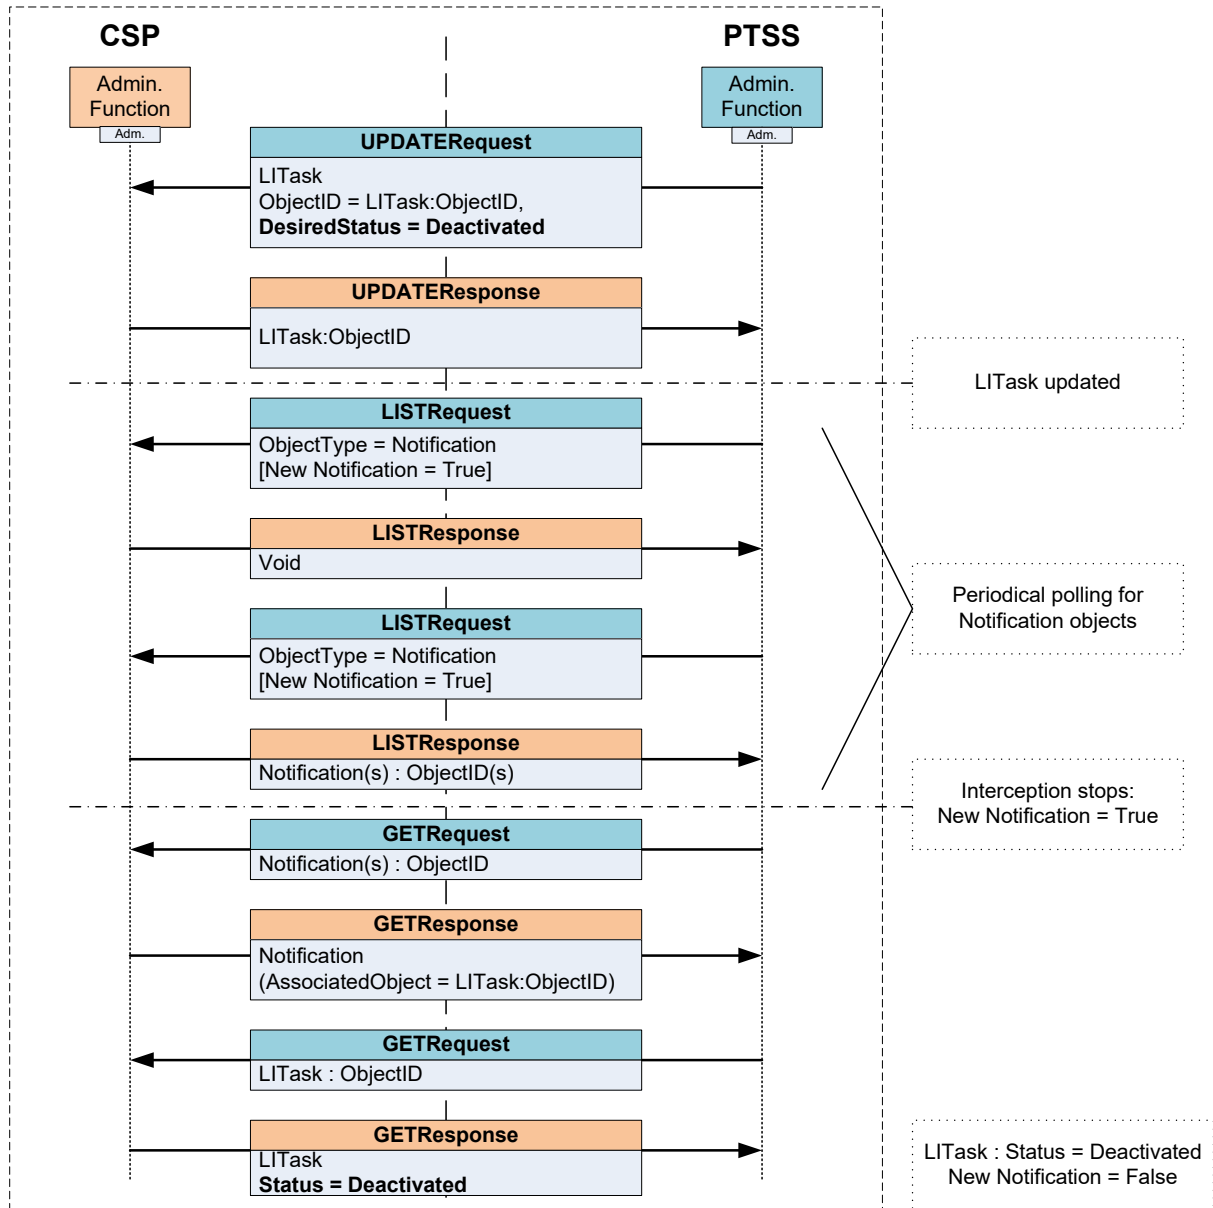 CSP
PTSS
Admin.
Function
Adm.
Admin.
Function
Adm.
UPDATERequest
LITask
ObjectID = LITask:ObjectID,
DesiredStatus = Deactivated
UPDATEResponse
LITask:ObjectID
LITask updated
LISTRequest
ObjectType = Notification
[New Notification = True]
LISTResponse
Void
Periodical polling for
Notification objects
LISTRequest
ObjectType = Notification
[New Notification = True]
LISTResponse
Notification(s) : ObjectID(s)
Interception stops:
New Notification = True
GETRequest
Notification(s) : ObjectID
GETResponse
Notification
(AssociatedObject = LITask:ObjectID)
GETRequest
LITask : ObjectID
GETResponse
LITask
Status = Deactivated
LITask : Status = Deactivated
New Notification = False